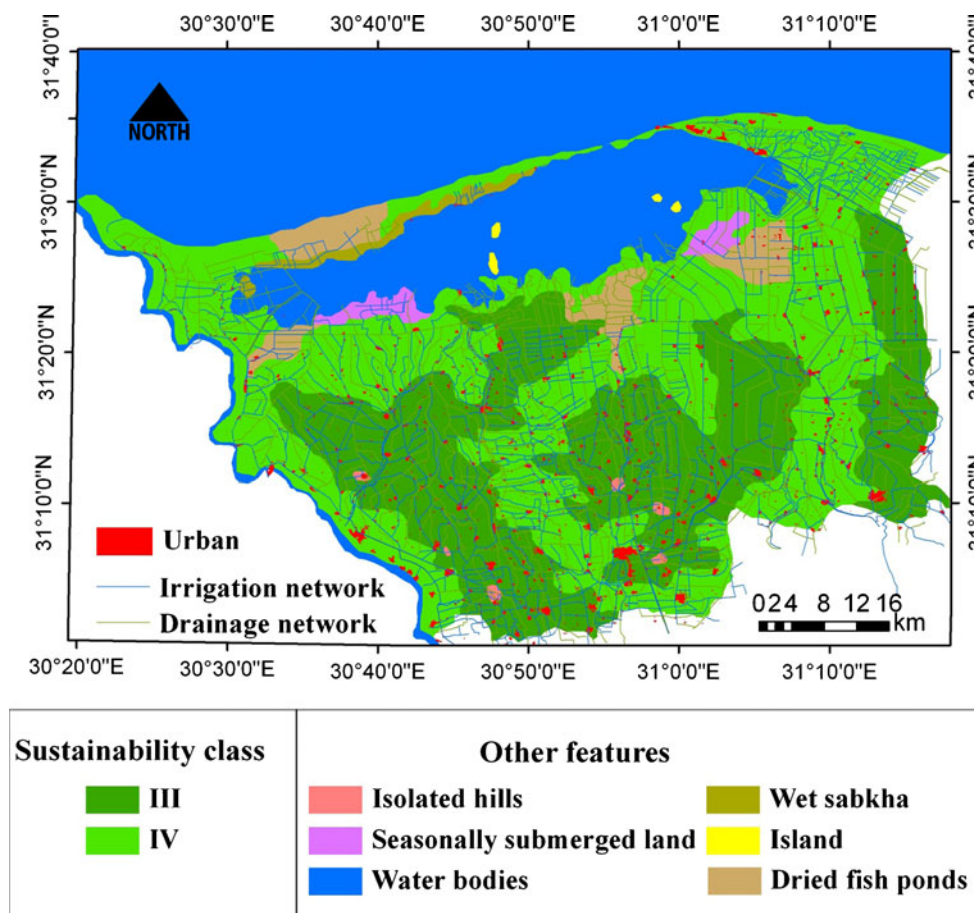 30°30'0"E 30°40'0"E 30°50'0"E 31°0'0"E 31°10'0"E
31°40'0"
NORTH
31°30'0"N
31°20'0"N
31°10'0"N
Urban
Irrigation network
Drainage network
0 2 4 8 12 16
km
30°20'0"E 30°30'0"E 30°40'0"E 30°50'0"E 31°0'0"E 31°10'0"E
Sustainability class
III
IV
Other features
Isolated hills
Seasonally submerged land
Water bodies
Wet sabkha
Island
Dried fish ponds